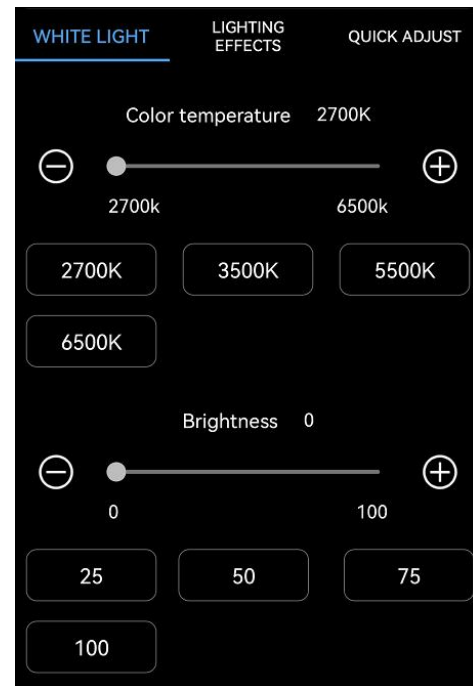 WHITE LIGHT
LIGHTING
EFFECTS
QUICK ADJUST
Color temperature 2700K
2700k 6500k
2700K 3500K 5500K
6500K
Brightness 0
0 100
25 50 75
100